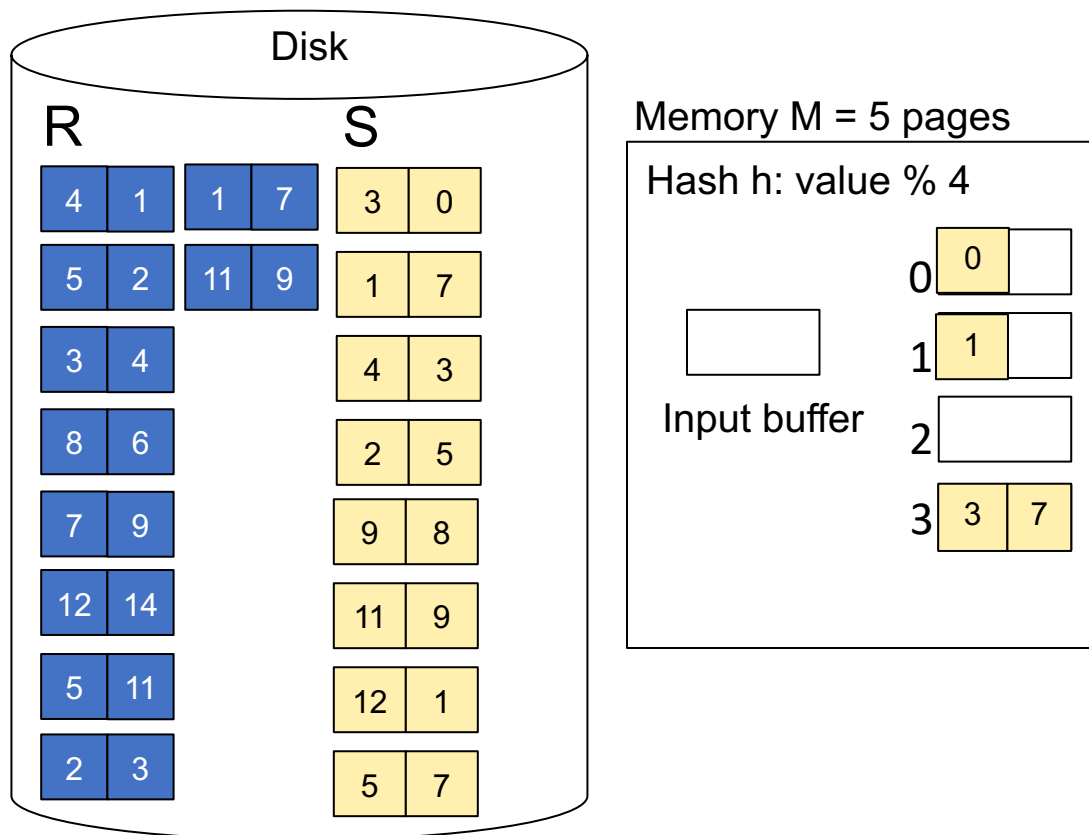 Disk
R S
4 1 1 7 3 0
5 2 11 9 1 7
3 4 4 3
8 6 2 5
7 9 9 8
12 14 11 9
5 11 12 1
2 3 5 7
Memory M = 5 pages
Hash h: value % 4
0 0
1 1
Input buffer
2
3 3 7